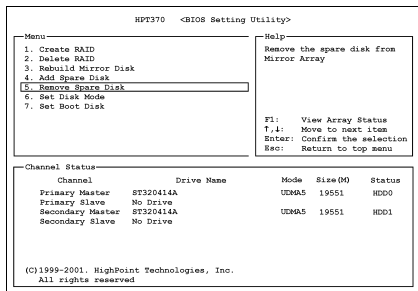 HPT370 <BIOS Setting Utility>
Menu
1. Create RAID
2. Delete RAID
3. Rebuild Mirror Disk
4. Add Spare Disk
5. Remove Spare Disk
6. Set Disk Mode
7. Set Boot Disk
Help
Remove the spare disk from
Mirror Array
F1: View Array Status
↑,↓: Move to next item
Enter: Confirm the selection
Esc: Return to top menu
Channel Status
Channel Drive Name Mode Size(M) Status
Primary Master ST320414A UDMA5 19551 HDD0
Primary Slave No Drive
Secondary Master ST320414A UDMA5 19551 HDD1
Secondary Slave No Drive
(C)1999-2001. HighPoint Technologies, Inc.
All rights reserved